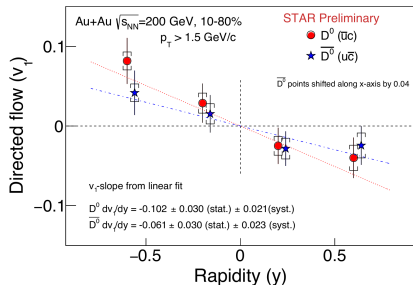 Au+Au √s_NN=200 GeV, 10-80%
p_T > 1.5 GeV/c
STAR Preliminary
D⁰ (u̅c)
D̅⁰ (uc̅)
D̅⁰ points shifted along x-axis by 0.04
Directed flow (v₁)
0.1
0
−0.1
v₁-slope from linear fit
D⁰ dv₁/dy = -0.102 ± 0.030 (stat.) ± 0.021(syst.)
D̅⁰ dv₁/dy = -0.061 ± 0.030 (stat.) ± 0.023 (syst.)
−0.5 0 0.5
Rapidity (y)